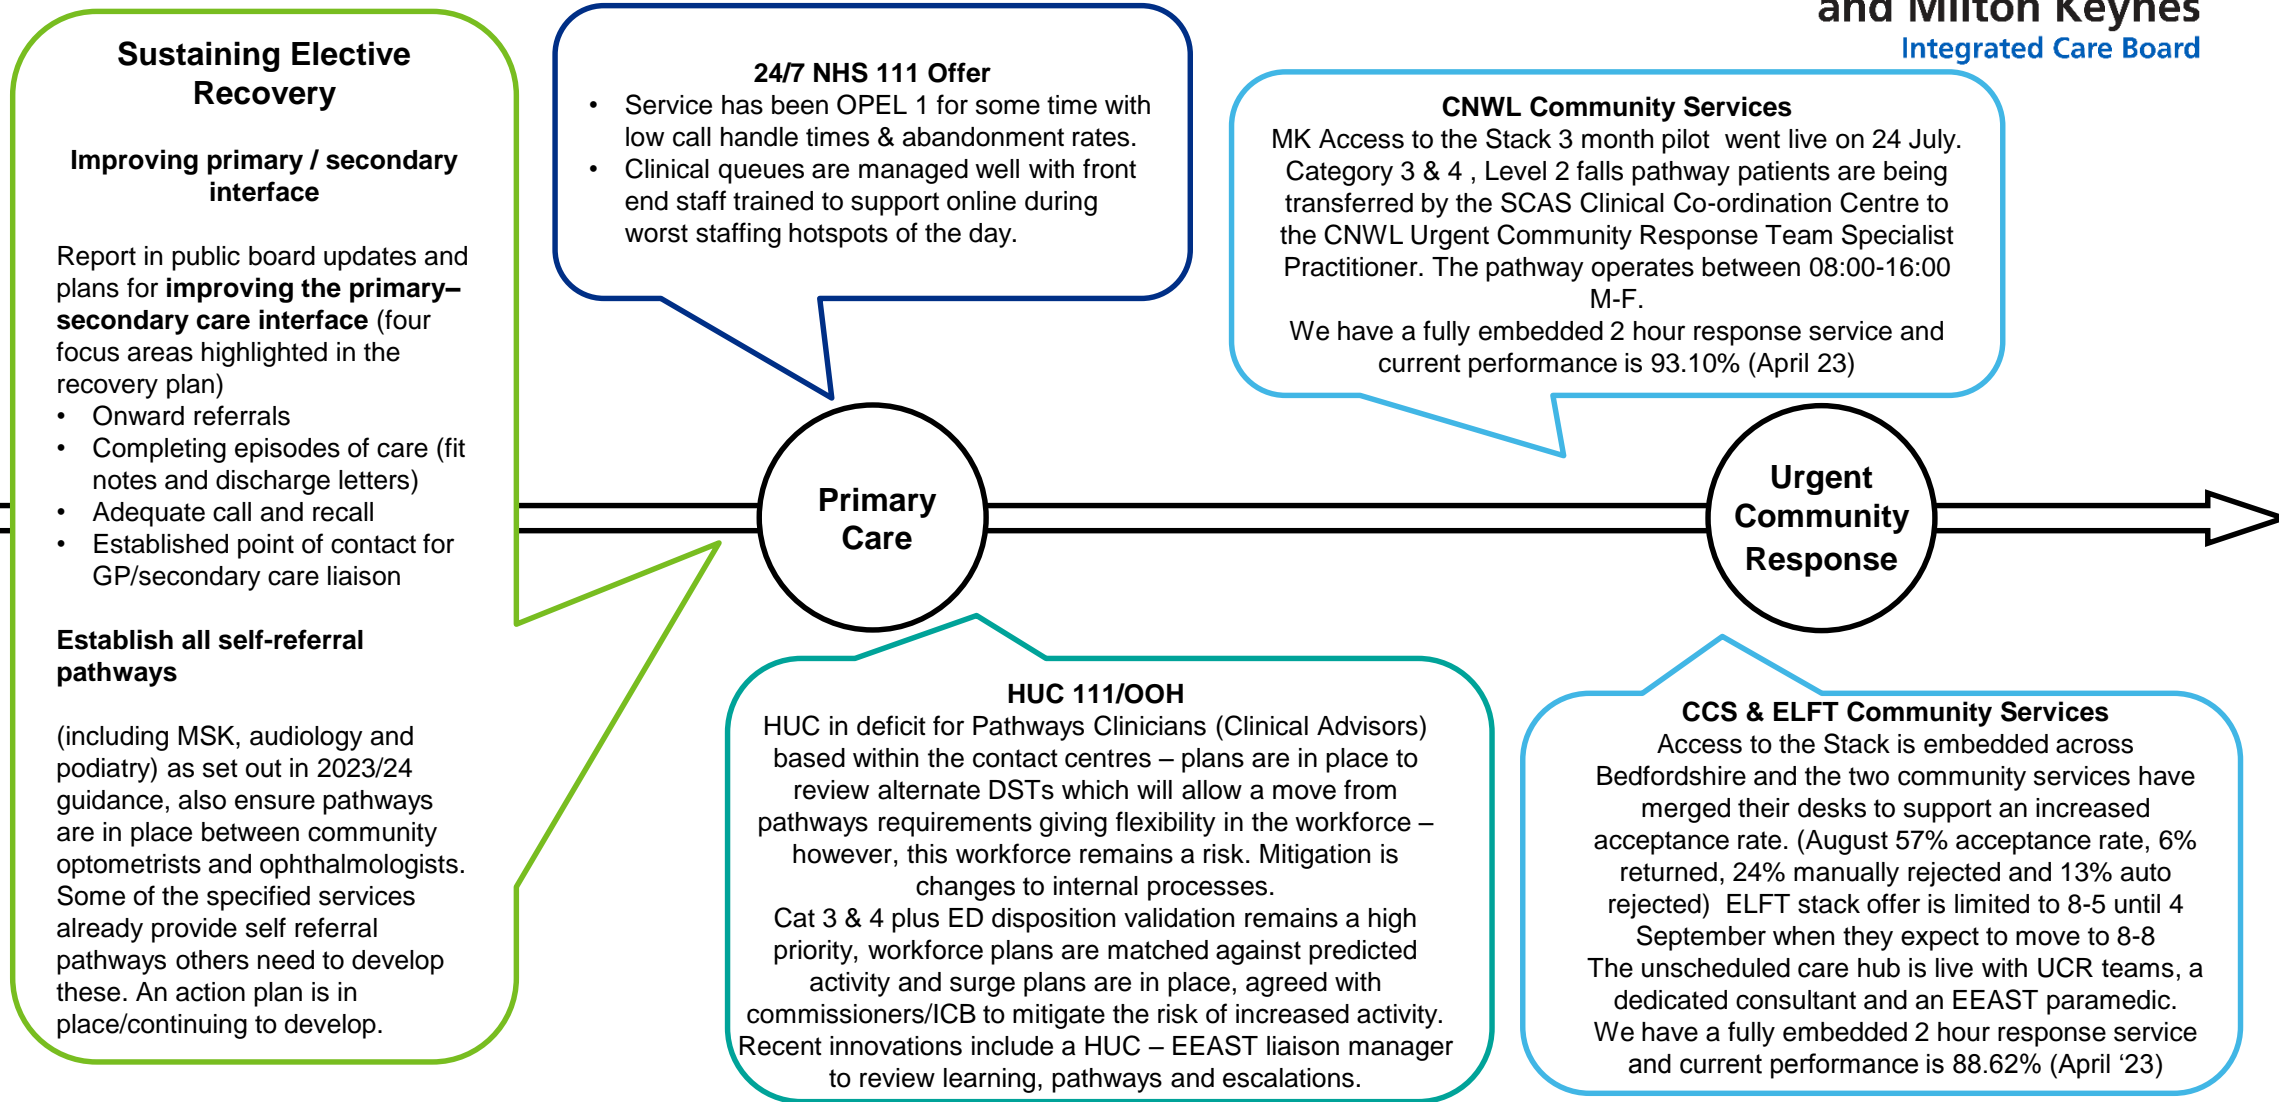 and Milton Keynes
Integrated Care Board
Sustaining Elective
Recovery
Improving primary / secondary
interface
Report in public board updates and
plans for improving the primary–
secondary care interface (four
focus areas highlighted in the
recovery plan)
• Onward referrals
• Completing episodes of care (fit
notes and discharge letters)
• Adequate call and recall
• Established point of contact for
GP/secondary care liaison
Establish all self-referral
pathways
(including MSK, audiology and
podiatry) as set out in 2023/24
guidance, also ensure pathways
are in place between community
optometrists and ophthalmologists.
Some of the specified services
already provide self referral
pathways others need to develop
these. An action plan is in
place/continuing to develop.
24/7 NHS 111 Offer
• Service has been OPEL 1 for some time with
low call handle times & abandonment rates.
• Clinical queues are managed well with front
end staff trained to support online during
worst staffing hotspots of the day.
CNWL Community Services
MK Access to the Stack 3 month pilot went live on 24 July.
Category 3 & 4 , Level 2 falls pathway patients are being
transferred by the SCAS Clinical Co-ordination Centre to
the CNWL Urgent Community Response Team Specialist
Practitioner. The pathway operates between 08:00-16:00
M-F.
We have a fully embedded 2 hour response service and
current performance is 93.10% (April 23)
Primary
Care
Urgent
Community
Response
HUC 111/OOH
HUC in deficit for Pathways Clinicians (Clinical Advisors)
based within the contact centres – plans are in place to
review alternate DSTs which will allow a move from
pathways requirements giving flexibility in the workforce –
however, this workforce remains a risk. Mitigation is
changes to internal processes.
Cat 3 & 4 plus ED disposition validation remains a high
priority, workforce plans are matched against predicted
activity and surge plans are in place, agreed with
commissioners/ICB to mitigate the risk of increased activity.
Recent innovations include a HUC – EEAST liaison manager
to review learning, pathways and escalations.
CCS & ELFT Community Services
Access to the Stack is embedded across
Bedfordshire and the two community services have
merged their desks to support an increased
acceptance rate. (August 57% acceptance rate, 6%
returned, 24% manually rejected and 13% auto
rejected) ELFT stack offer is limited to 8-5 until 4
September when they expect to move to 8-8
The unscheduled care hub is live with UCR teams, a
dedicated consultant and an EEAST paramedic.
We have a fully embedded 2 hour response service
and current performance is 88.62% (April ‘23)